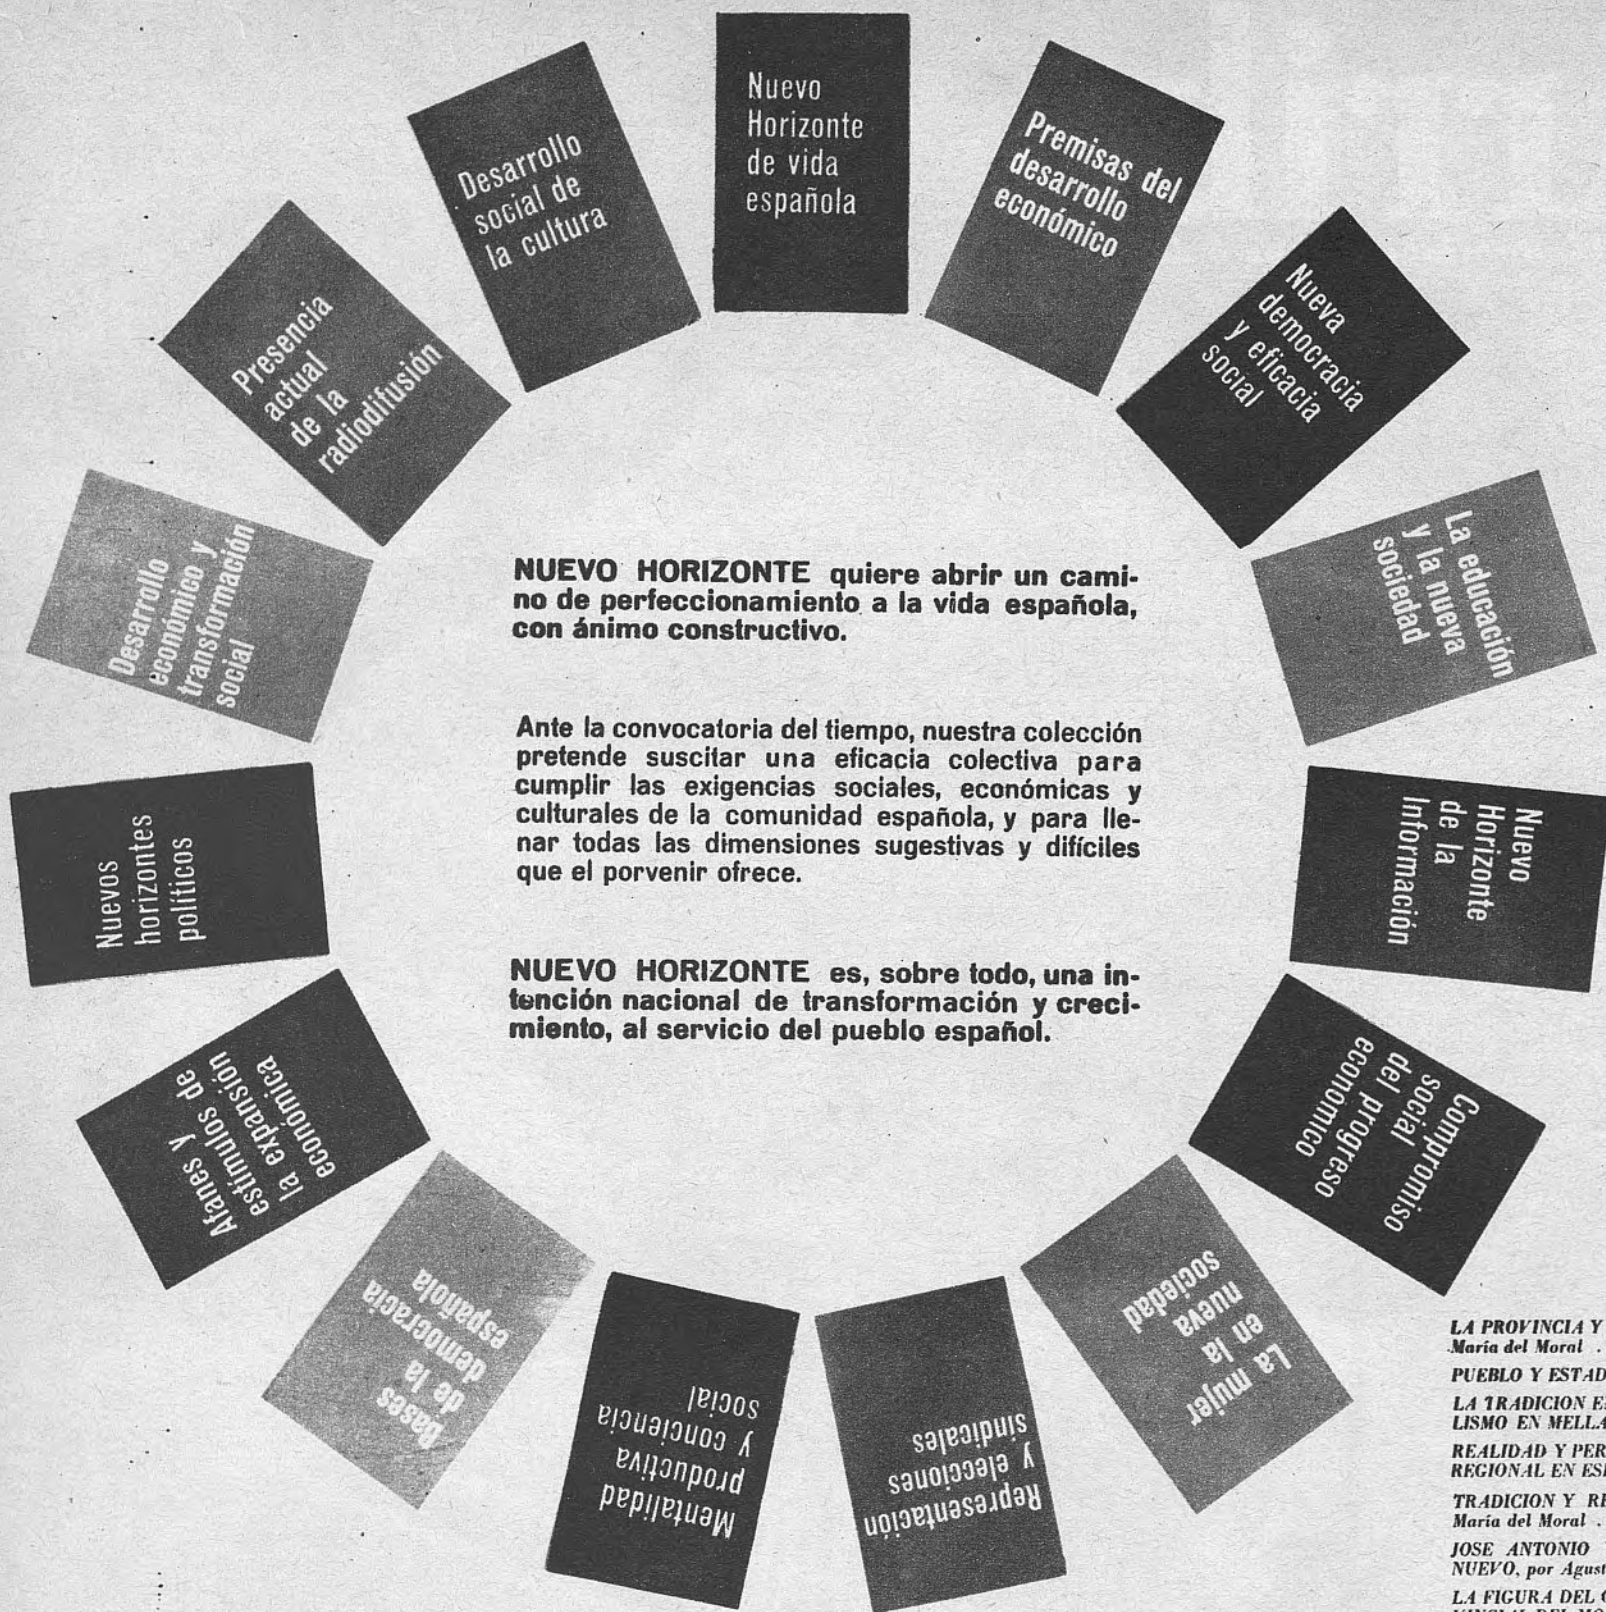 Nuevo
Horizonte
de vida
española
Premisas del
desarrollo
económico
Nueva
democracia
y eficacia
social
La educación
y la nueva
sociedad
Nuevo
Horizonte
de la
Información
Compromiso
social
del progreso
económico
La mujer
en la
nueva
sociedad
Representación
y elecciones
sindicales
Mentalidad
productiva
y conciencia
social
Bases
de la
democracia
española
Afanes y
estímulos de
la expansión
económica
Nuevos
horizontes
políticos
Desarrollo
económico y
transformación
social
Presencia
actual
de la
radiodifusión
Desarrollo
social de
la cultura
NUEVO HORIZONTE quiere abrir un cami-
no de perfeccionamiento a la vida española,
con ánimo constructivo.
Ante la convocatoria del tiempo, nuestra colección
pretende suscitar una eficacia colectiva para
cumplir las exigencias sociales, económicas y
culturales de la comunidad española, y para lle-
nar todas las dimensiones sugestivas y difíciles
que el porvenir ofrece.
NUEVO HORIZONTE es, sobre todo, una in-
tención nacional de transformación y creci-
miento, al servicio del pueblo español.
LA PROVINCIA Y
María del Moral .
PUEBLO Y ESTAD
LA TRADICION E
LISMO EN MELLA
REALIDAD Y PER
REGIONAL EN ES
TRADICION Y RE
María del Moral .
JOSE ANTONIO
NUEVO, por Agust
LA FIGURA DEL